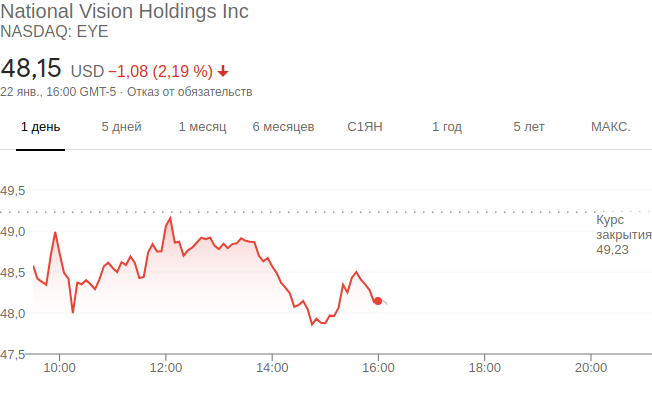 National Vision Holdings Inc
NASDAQ: EYE
48,15 USD −1,08 (2,19 %)
22 янв., 16:00 GMT-5 · Отказ от обязательств
1 день 5 дней 1 месяц 6 месяцев С1ЯН 1 год 5 лет МАКС.
49,5
49,0
48,5
48,0
47,5
Курс
закрытия
49,23
10:00 12:00 14:00 16:00 18:00 20:00